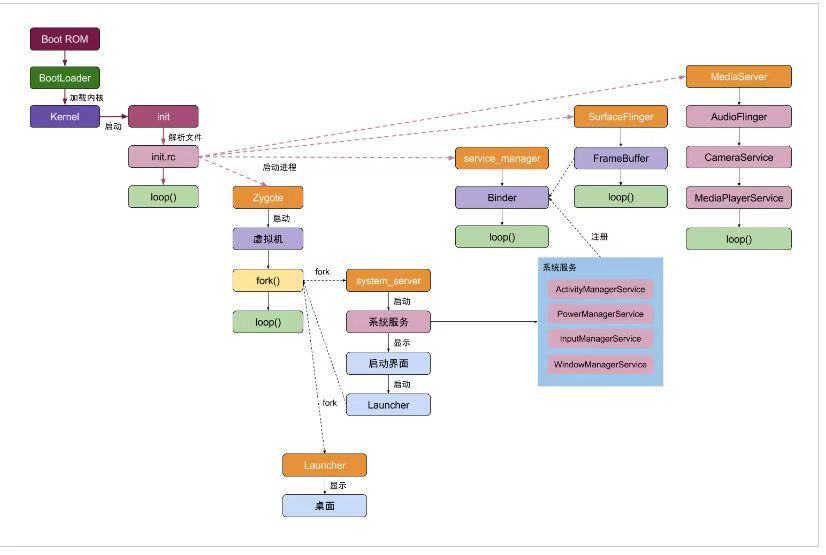 Boot ROM
BootLoader
加载内核
Kernel
启动
init
解析文件
init.rc
loop()
启动进程
Zygote
启动
虚拟机
fork()
loop()
fork
system_server
启动
系统服务
显示
启动界面
启动
Launcher
fork
Launcher
显示
桌面
service_manager
Binder
loop()
SurfaceFlinger
FrameBuffer
loop()
MediaServer
AudioFlinger
CameraService
MediaPlayerService
loop()
注册
系统服务
ActivityManagerService
PowerManagerService
InputManagerService
WindowManagerService